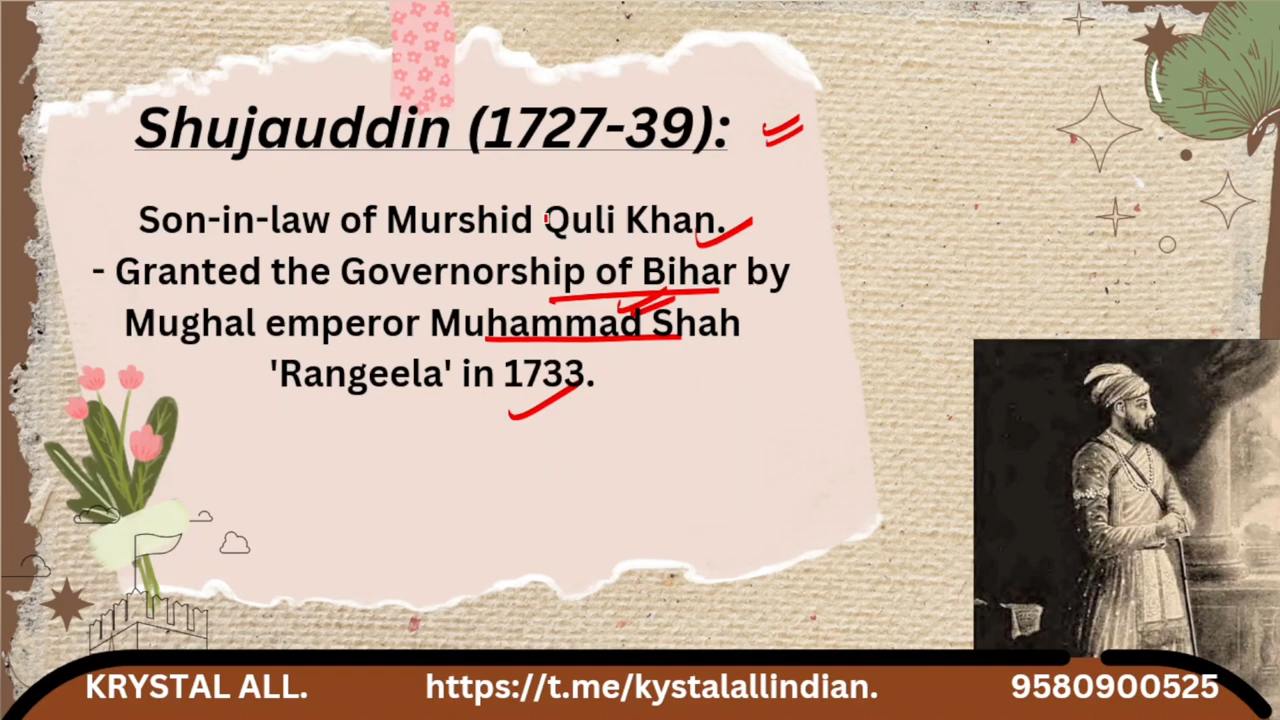 Shujauddin (1727-39):
Son-in-law of Murshid Quli Khan.
- Granted the Governorship of Bihar by
Mughal emperor Muhammad Shah
'Rangeela' in 1733.
KRYSTAL ALL. https://t.me/kystalallindian. 9580900525